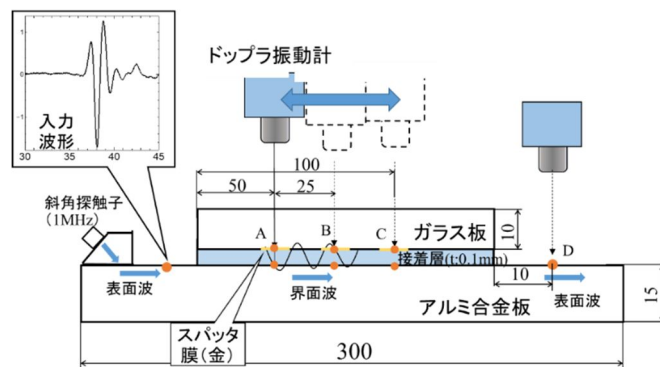 ドップラ振動計
1
0
-1
入力
波形
30
35
40
45
斜角探触子
(1MHz)
100
50
25
A
B
C
ガラス板
10
接着層(t:0.1mm)
D
10
表面波
界面波
表面波
スパッタ
膜(金)
アルミ合金板
15
300